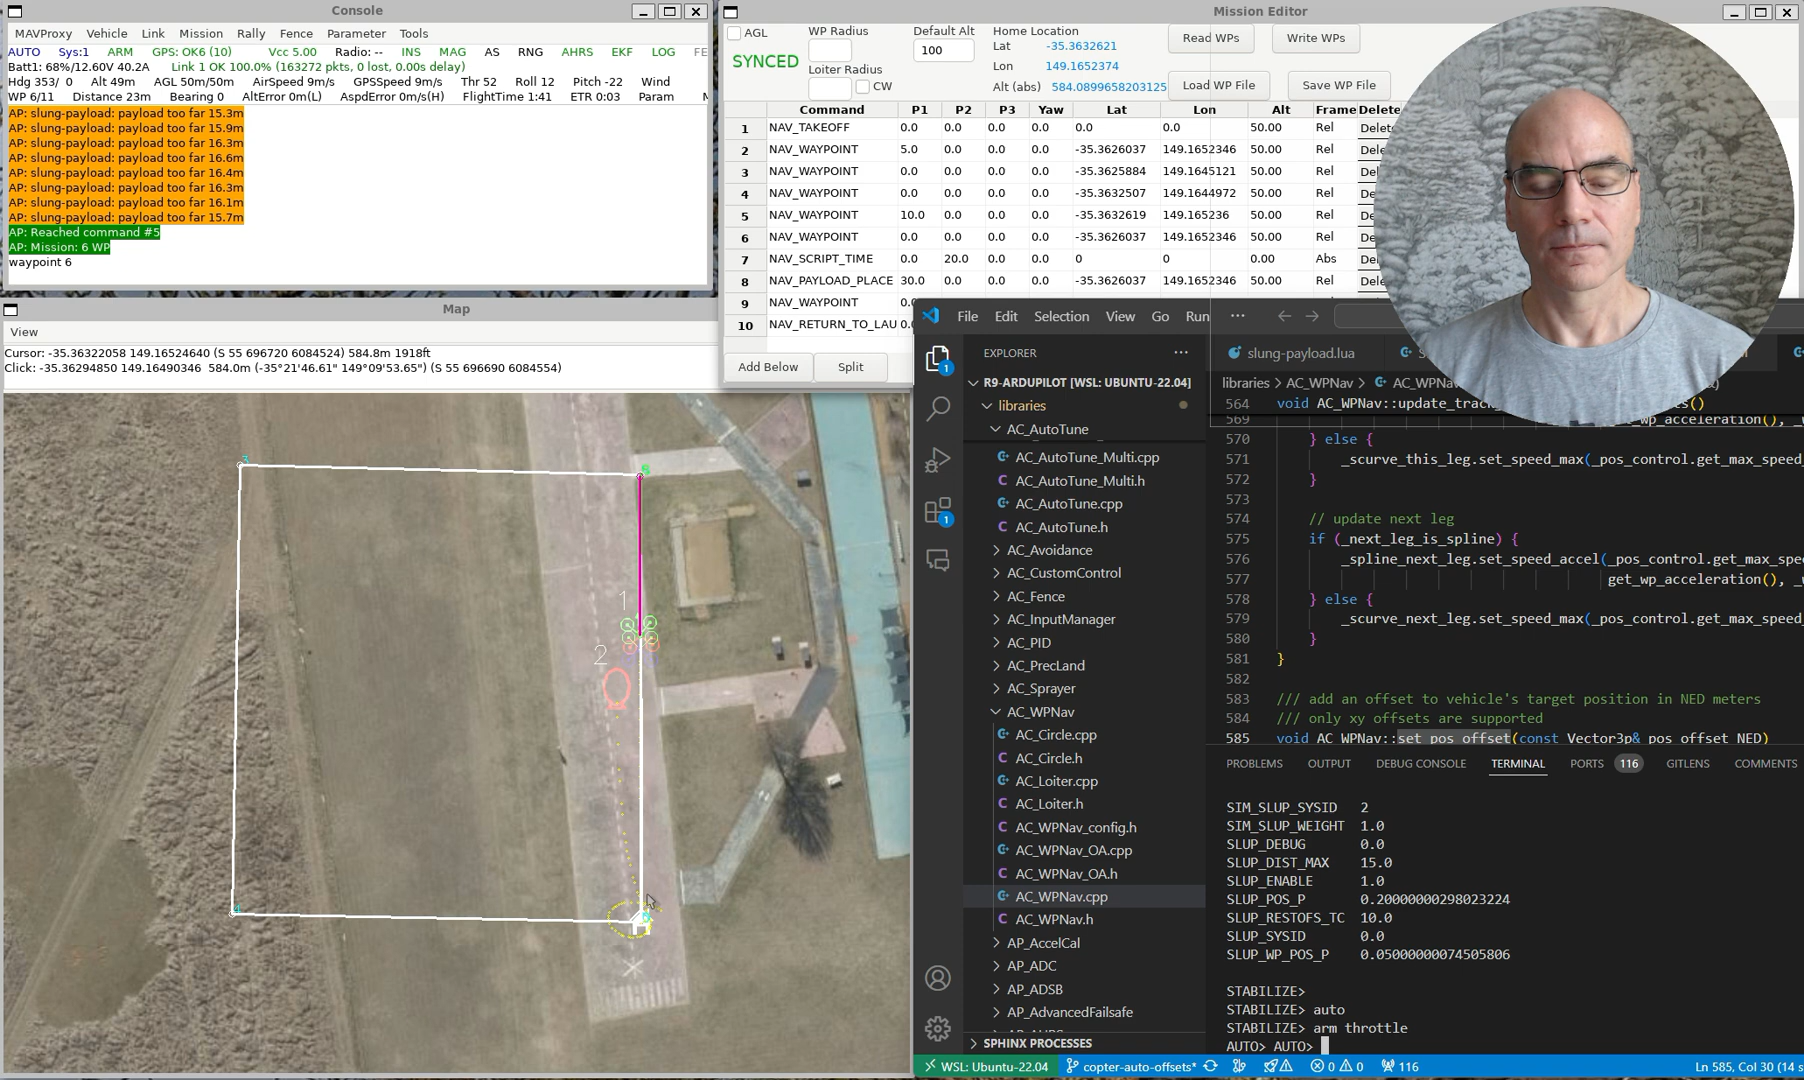 Console
MAVProxy Vehicle Link Mission Rally Fence Parameter Tools
AUTO Sys:1 ARM GPS: OK6 (10) Vcc 5.00 Radio: -- INS MAG AS RNG AHRS EKF LOG FE
Batt1: 68%/12.60V 40.2A Link 1 OK 100.0% (163272 pkts, 0 lost, 0.00s delay)
Hdg 353/ 0 Alt 49m AGL 50m/50m AirSpeed 9m/s GPSSpeed 9m/s Thr 52 Roll 12 Pitch -22 Wind
WP 6/11 Distance 23m Bearing 0 AltError 0m(L) AspdError 0m/s(H) FlightTime 1:41 ETR 0:03 Param
AP: slung-payload: payload too far 15.3m
AP: slung-payload: payload too far 15.9m
AP: slung-payload: payload too far 16.3m
AP: slung-payload: payload too far 16.6m
AP: slung-payload: payload too far 16.4m
AP: slung-payload: payload too far 16.3m
AP: slung-payload: payload too far 16.1m
AP: slung-payload: payload too far 15.7m
AP: Reached command #5
AP: Mission: 6 WP
waypoint 6
Map
View
Cursor: -35.36322058 149.16524640 (S 55 696720 6084524) 584.8m 1918ft
Click: -35.36294850 149.16490346 584.0m (-35°21'46.61" 149°09'53.65") (S 55 696690 6084554)
1
2
Mission Editor
AGL WP Radius Default Alt Home Location Read WPs Write WPs
SYNCED 100 Lat -35.3632621
Loiter Radius Lon 149.1652374
CW Alt (abs) 584.0899658203125 Load WP File Save WP File
Command P1 P2 P3 Yaw Lat Lon Alt Frame Delete
1 NAV_TAKEOFF 0.0 0.0 0.0 0.0 0.0 0.0 50.00 Rel Delet
2 NAV_WAYPOINT 5.0 0.0 0.0 0.0 -35.3626037 149.1652346 50.00 Rel Del
3 NAV_WAYPOINT 0.0 0.0 0.0 0.0 -35.3625884 149.1645121 50.00 Rel Del
4 NAV_WAYPOINT 0.0 0.0 0.0 0.0 -35.3632507 149.1644972 50.00 Rel Del
5 NAV_WAYPOINT 10.0 0.0 0.0 0.0 -35.3632619 149.165236 50.00 Rel Del
6 NAV_WAYPOINT 0.0 0.0 0.0 0.0 -35.3626037 149.1652346 50.00 Rel Del
7 NAV_SCRIPT_TIME 0.0 20.0 0.0 0.0 0 0 0.00 Abs Del
8 NAV_PAYLOAD_PLACE 30.0 0.0 0.0 0.0 -35.3626037 149.1652346 50.00 Rel Del
9 NAV_WAYPOINT 0.
10 NAV_RETURN_TO_LAU 0.
Add Below Split
File Edit Selection View Go Run ···
EXPLORER ···
R9-ARDUPILOT [WSL: UBUNTU-22.04]
libraries
AC_AutoTune
AC_AutoTune_Multi.cpp
AC_AutoTune_Multi.h
AC_AutoTune.cpp
AC_AutoTune.h
AC_Avoidance
AC_CustomControl
AC_Fence
AC_InputManager
AC_PID
AC_PrecLand
AC_Sprayer
AC_WPNav
AC_Circle.cpp
AC_Circle.h
AC_Loiter.cpp
AC_Loiter.h
AC_WPNav_config.h
AC_WPNav_OA.cpp
AC_WPNav_OA.h
AC_WPNav.cpp
AC_WPNav.h
AP_AccelCal
AP_ADC
AP_ADSB
AP_AdvancedFailsafe
SPHINX PROCESSES
slung-payload.lua
libraries > AC_WPNav > AC_WPNav.
564 void AC_WPNav::update_track_
569 wp_acceleration(),
570 } else {
571 _scurve_this_leg.set_speed_max(_pos_control.get_max_speed_
572 }
573
574 // update next leg
575 if (_next_leg_is_spline) {
576 _spline_next_leg.set_speed_accel(_pos_control.get_max_spee
577 get_wp_acceleration(), _
578 } else {
579 _scurve_next_leg.set_speed_max(_pos_control.get_max_speed_
580 }
581 }
582
583 /// add an offset to vehicle's target position in NED meters
584 /// only xy offsets are supported
585 void AC_WPNav::set_pos_offset(const Vector3p& pos_offset_NED)
PROBLEMS OUTPUT DEBUG CONSOLE TERMINAL PORTS 116 GITLENS COMMENTS
SIM_SLUP_SYSID 2
SIM_SLUP_WEIGHT 1.0
SLUP_DEBUG 0.0
SLUP_DIST_MAX 15.0
SLUP_ENABLE 1.0
SLUP_POS_P 0.20000000298023224
SLUP_RESTOFS_TC 10.0
SLUP_SYSID 0.0
SLUP_WP_POS_P 0.05000000074505806
STABILIZE>
STABILIZE> auto
STABILIZE> arm throttle
AUTO> AUTO>
WSL: Ubuntu-22.04 copter-auto-offsets* 0 0 116 Ln 585, Col 30 (14 s